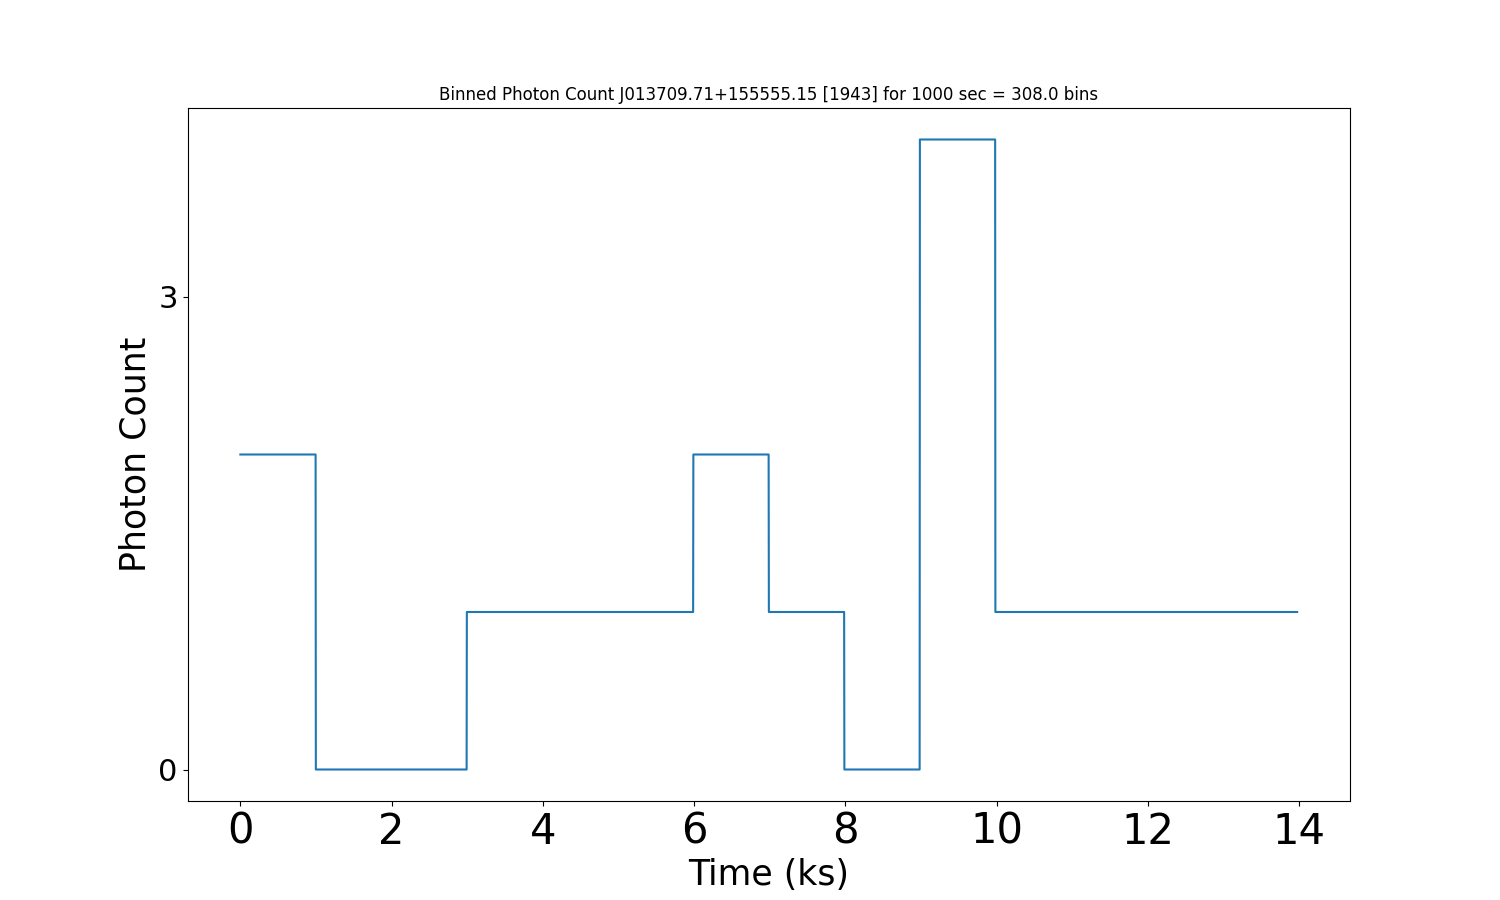 Binned Photon Count J013709.71+155555.15 [1943] for 1000 sec = 308.0 bins
3
Photon Count
0
0 2 4 6 8 10 12 14
Time (ks)